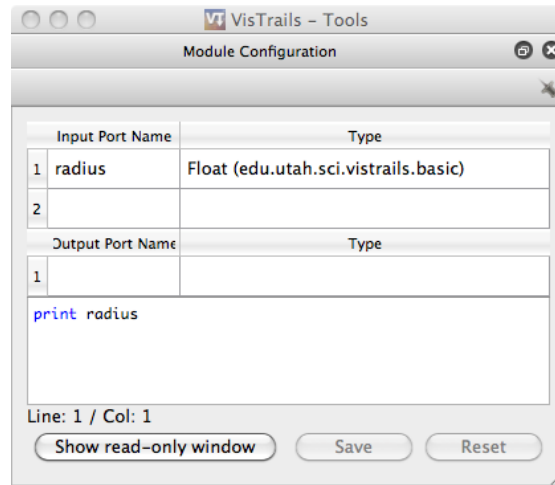 VisTrails – Tools
Module Configuration
Input Port Name Type
1 radius Float (edu.utah.sci.vistrails.basic)
2
Output Port Name Type
1
print radius
Line: 1 / Col: 1
Show read-only window Save Reset